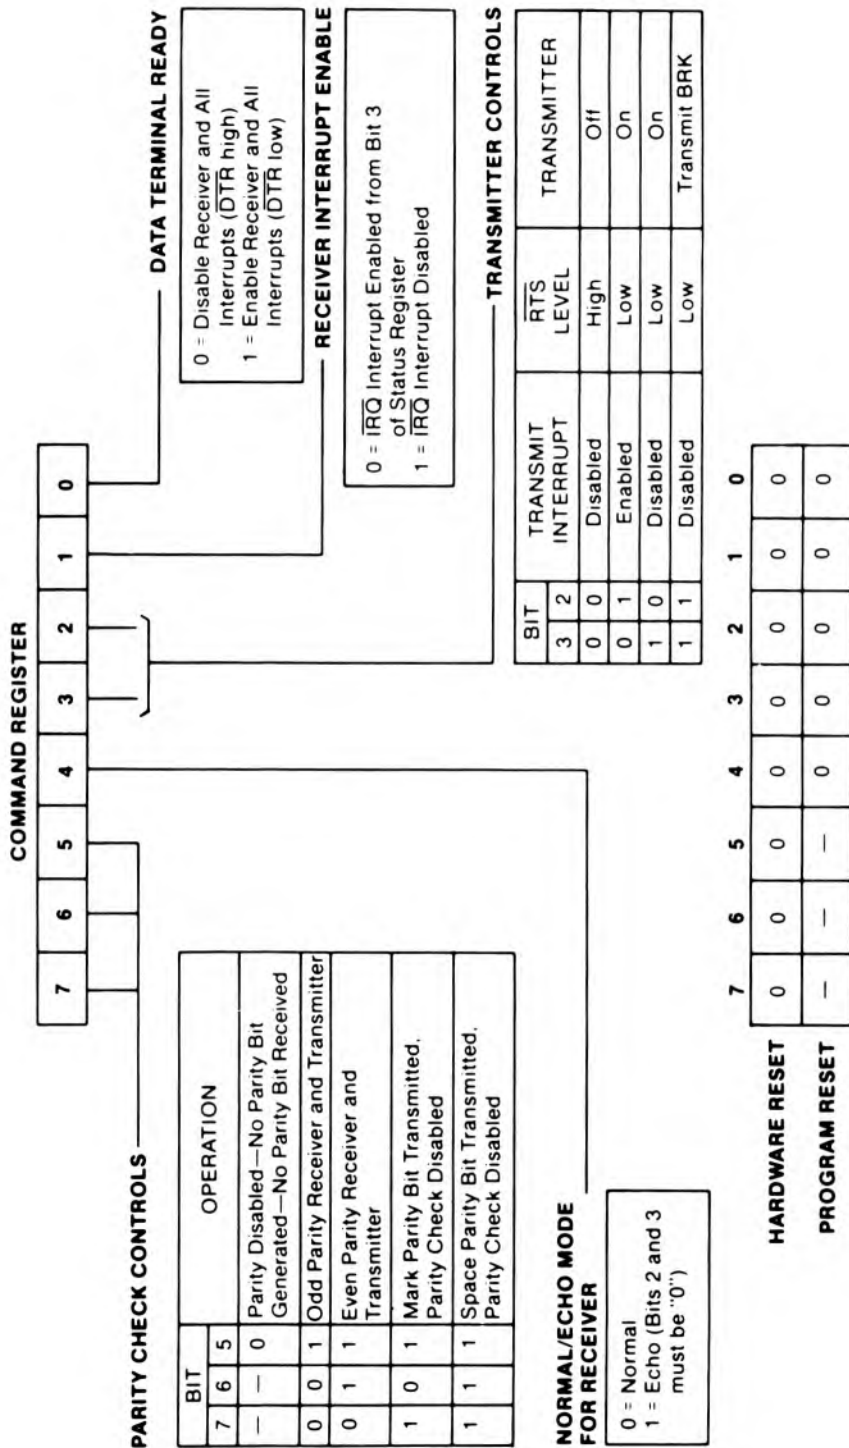 COMMAND REGISTER
7 6 5 4 3 2 1 0
PARITY CHECK CONTROLS
BIT OPERATION
7 6 5
— — 0 Parity Disabled—No Parity Bit
Generated—No Parity Bit Received
0 0 1 Odd Parity Receiver and Transmitter
0 1 1 Even Parity Receiver and
Transmitter
1 0 1 Mark Parity Bit Transmitted,
Parity Check Disabled
1 1 1 Space Parity Bit Transmitted,
Parity Check Disabled
NORMAL/ECHO MODE
FOR RECEIVER
0 = Normal
1 = Echo (Bits 2 and 3
must be "0")
DATA TERMINAL READY
0 = Disable Receiver and All
Interrupts (D̅T̅R̅ high)
1 = Enable Receiver and All
Interrupts (D̅T̅R̅ low)
RECEIVER INTERRUPT ENABLE
0 = I̅R̅Q̅ Interrupt Enabled from Bit 3
of Status Register
1 = I̅R̅Q̅ Interrupt Disabled
TRANSMITTER CONTROLS
BIT TRANSMIT INTERRUPT R̅T̅S̅ LEVEL TRANSMITTER
3 2
0 0 Disabled High Off
0 1 Enabled Low On
1 0 Disabled Low On
1 1 Disabled Low Transmit BRK
7 6 5 4 3 2 1 0
HARDWARE RESET 0 0 0 0 0 0 0 0
PROGRAM RESET — — — 0 0 0 0 0